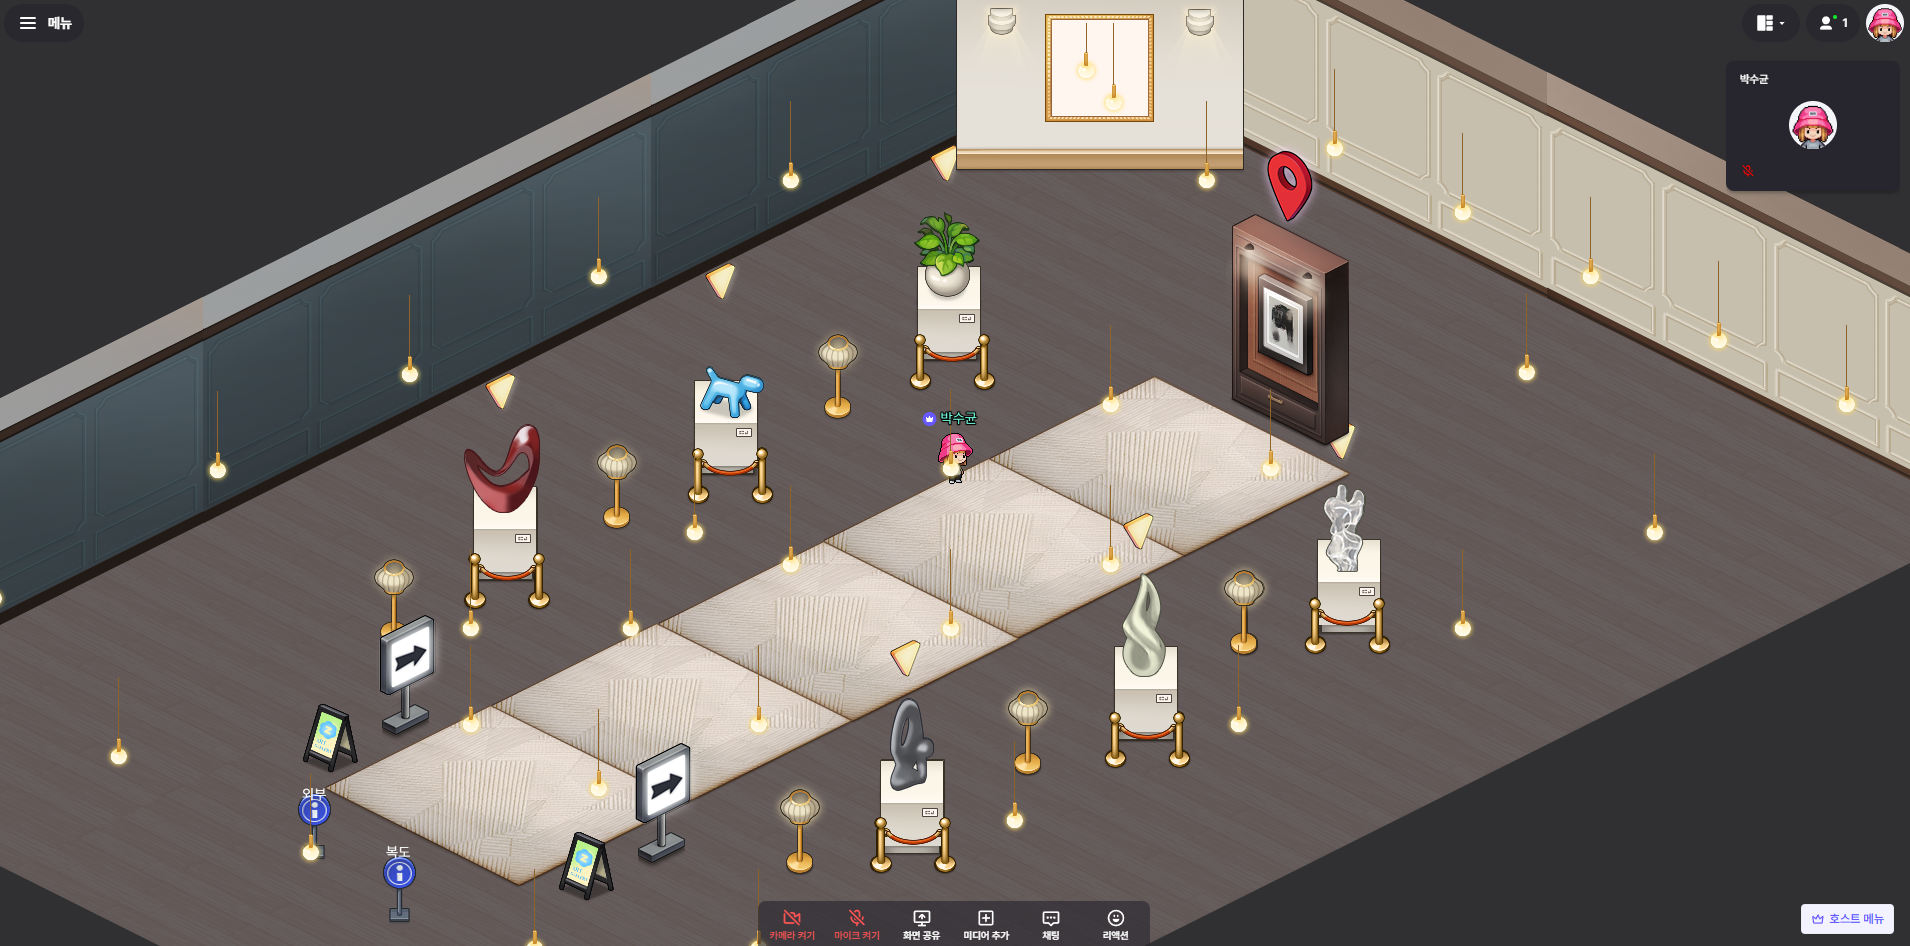 메뉴
1
박수균
박수균
외부
복도
카메라 켜기
마이크 켜기
화면 공유
미디어 추가
채팅
리액션
호스트 메뉴